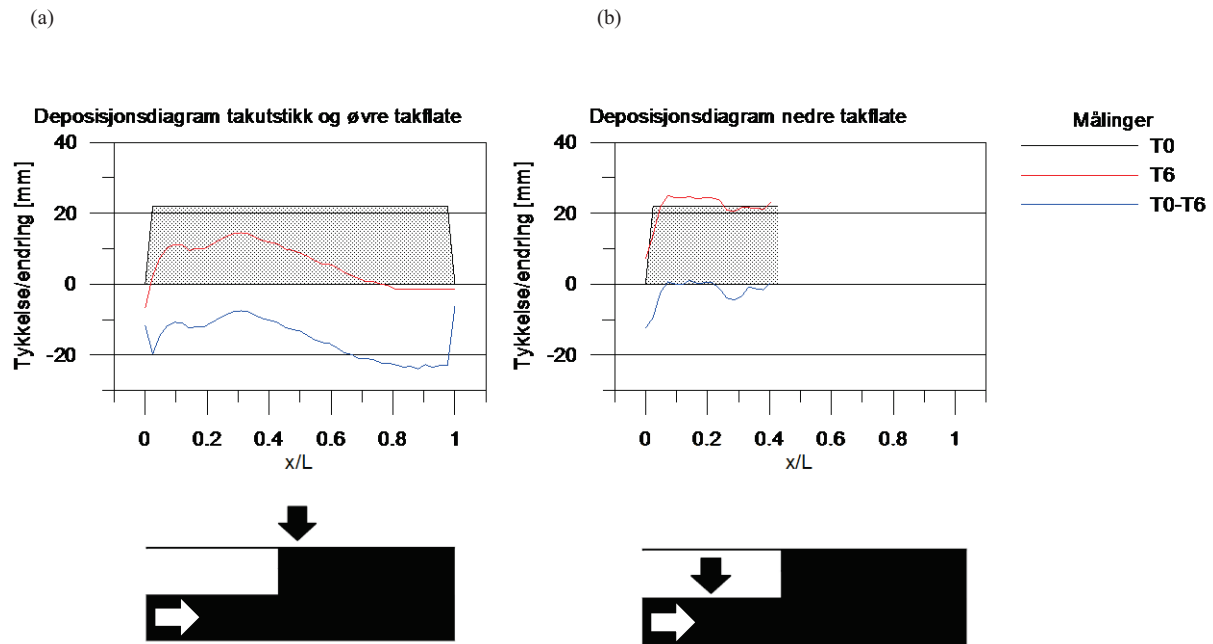 (a)
(b)
Deposisjonsdiagram takutstikk og øvre takflate
Tykkelse/endring [mm]
40
20
0
-20
0 0.2 0.4 0.6 0.8 1
x/L
Deposisjonsdiagram nedre takflate
Tykkelse/endring [mm]
40
20
0
-20
0 0.2 0.4 0.6 0.8 1
x/L
Målinger
T0
T6
T0-T6